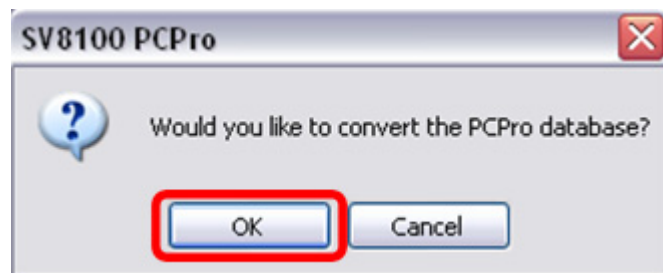 SV8100 PCPro
Would you like to convert the PCPro database?
OK Cancel